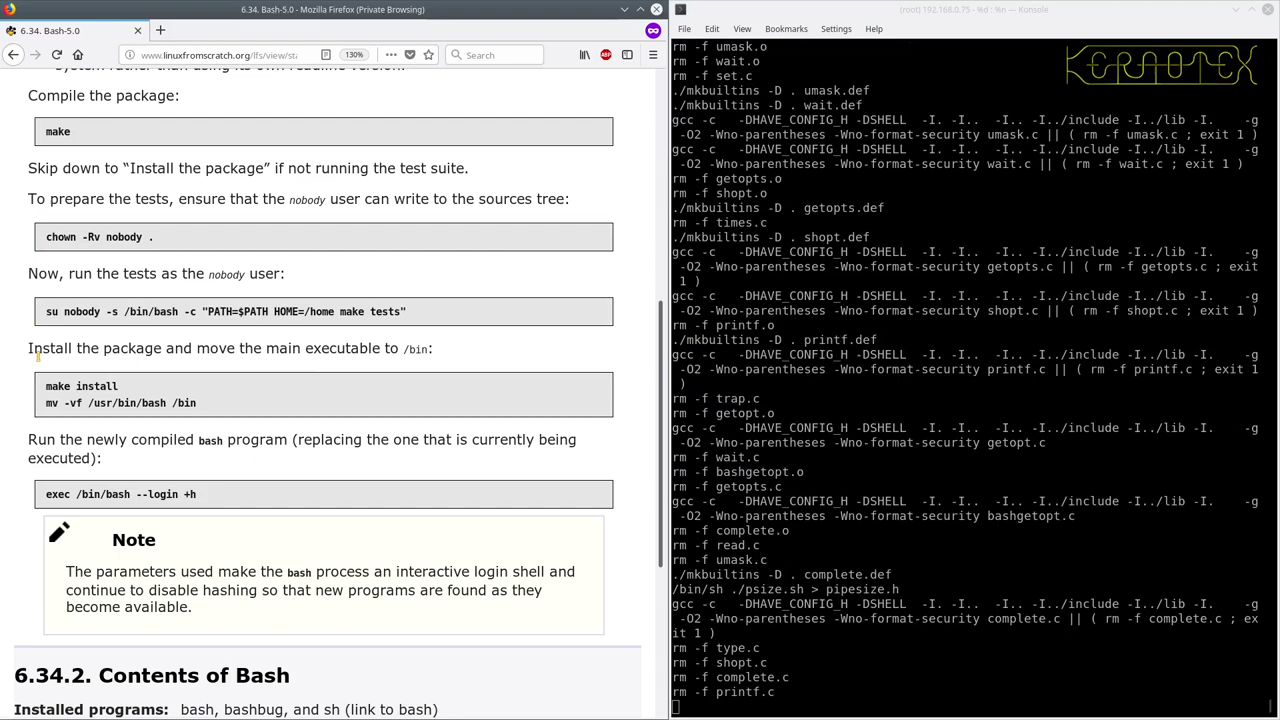 6.34. Bash-5.0 - Mozilla Firefox (Private Browsing)
6.34. Bash-5.0
www.linuxfromscratch.org/lfs/view/sta
130%
Search
system rather than using its own readline version.
Compile the package:
make
Skip down to “Install the package” if not running the test suite.
To prepare the tests, ensure that the nobody user can write to the sources tree:
chown -Rv nobody .
Now, run the tests as the nobody user:
su nobody -s /bin/bash -c "PATH=$PATH HOME=/home make tests"
Install the package and move the main executable to /bin:
make install
mv -vf /usr/bin/bash /bin
Run the newly compiled bash program (replacing the one that is currently being
executed):
exec /bin/bash --login +h
Note
The parameters used make the bash process an interactive login shell and
continue to disable hashing so that new programs are found as they
become available.
6.34.2. Contents of Bash
Installed programs: bash, bashbug, and sh (link to bash)
(root) 192.168.0.75 - %d : %n — Konsole
File Edit View Bookmarks Settings Help
KERNOTEX
rm -f umask.o
rm -f wait.o
rm -f set.c
./mkbuiltins -D . umask.def
./mkbuiltins -D . wait.def
gcc -c -DHAVE_CONFIG_H -DSHELL -I. -I.. -I.. -I../include -I../lib -I. -g
-O2 -Wno-parentheses -Wno-format-security umask.c || ( rm -f umask.c ; exit 1 )
gcc -c -DHAVE_CONFIG_H -DSHELL -I. -I.. -I.. -I../include -I../lib -I. -g
-O2 -Wno-parentheses -Wno-format-security wait.c || ( rm -f wait.c ; exit 1 )
rm -f getopts.o
rm -f shopt.o
./mkbuiltins -D . getopts.def
rm -f times.c
./mkbuiltins -D . shopt.def
gcc -c -DHAVE_CONFIG_H -DSHELL -I. -I.. -I.. -I../include -I../lib -I. -g
-O2 -Wno-parentheses -Wno-format-security getopts.c || ( rm -f getopts.c ; exit
1 )
gcc -c -DHAVE_CONFIG_H -DSHELL -I. -I.. -I.. -I../include -I../lib -I. -g
-O2 -Wno-parentheses -Wno-format-security shopt.c || ( rm -f shopt.c ; exit 1 )
rm -f printf.o
./mkbuiltins -D . printf.def
gcc -c -DHAVE_CONFIG_H -DSHELL -I. -I.. -I.. -I../include -I../lib -I. -g
-O2 -Wno-parentheses -Wno-format-security printf.c || ( rm -f printf.c ; exit 1
)
rm -f trap.c
rm -f getopt.o
gcc -c -DHAVE_CONFIG_H -DSHELL -I. -I.. -I.. -I../include -I../lib -I. -g
-O2 -Wno-parentheses -Wno-format-security getopt.c
rm -f wait.c
rm -f bashgetopt.o
rm -f getopts.c
gcc -c -DHAVE_CONFIG_H -DSHELL -I. -I.. -I.. -I../include -I../lib -I. -g
-O2 -Wno-parentheses -Wno-format-security bashgetopt.c
rm -f complete.o
rm -f read.c
rm -f umask.c
./mkbuiltins -D . complete.def
/bin/sh ./psize.sh > pipesize.h
gcc -c -DHAVE_CONFIG_H -DSHELL -I. -I.. -I.. -I../include -I../lib -I. -g
-O2 -Wno-parentheses -Wno-format-security complete.c || ( rm -f complete.c ; ex
it 1 )
rm -f type.c
rm -f shopt.c
rm -f complete.c
rm -f printf.c